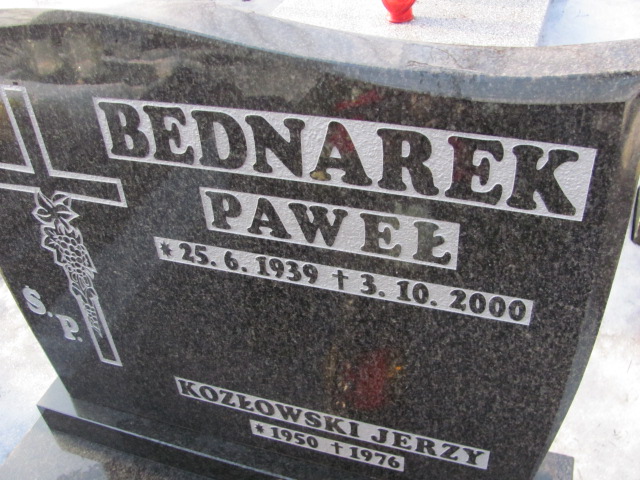 BEDNAREK
PAWEŁ
* 25. 6. 1939 † 3. 10. 2000
Ś. P.
KOZŁOWSKI JERZY
* 1950 † 1976